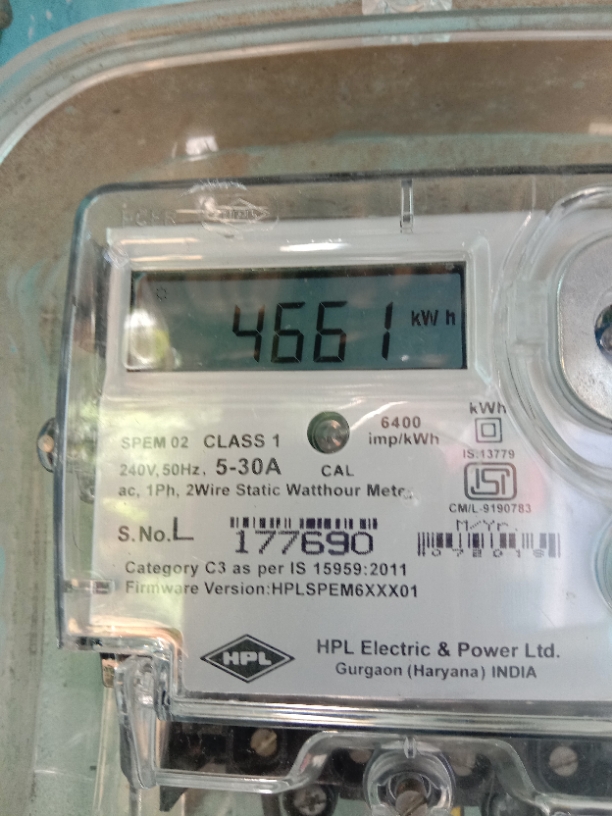 4661 kWh
6400
imp/kWh
kWh
SPEM 02 CLASS 1
IS:13779
240V, 50Hz, 5-30A
CAL
ac, 1Ph, 2Wire Static Watthour Meter
ISI
CM/L-9190783
M/Yr.
S.No.L 177690
Category C3 as per IS 15959:2011
Firmware Version:HPLSPEM6XXX01
HPL
HPL Electric & Power Ltd.
Gurgaon (Haryana) INDIA